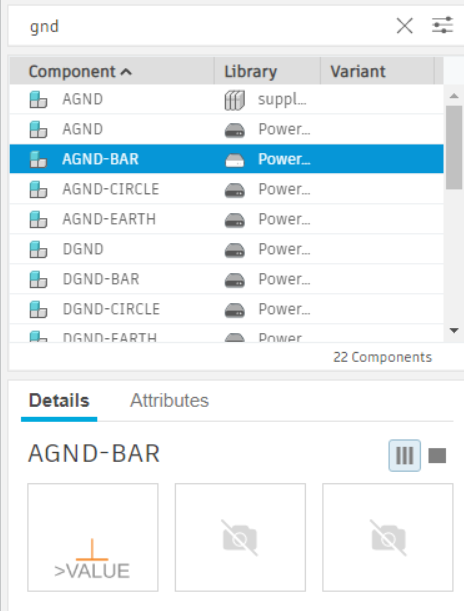 gnd
Component Library Variant
AGND suppl...
AGND Power...
AGND-BAR Power...
AGND-CIRCLE Power...
AGND-EARTH Power...
DGND Power...
DGND-BAR Power...
DGND-CIRCLE Power...
DGND-EARTH Power
22 Components
Details Attributes
AGND-BAR
>VALUE